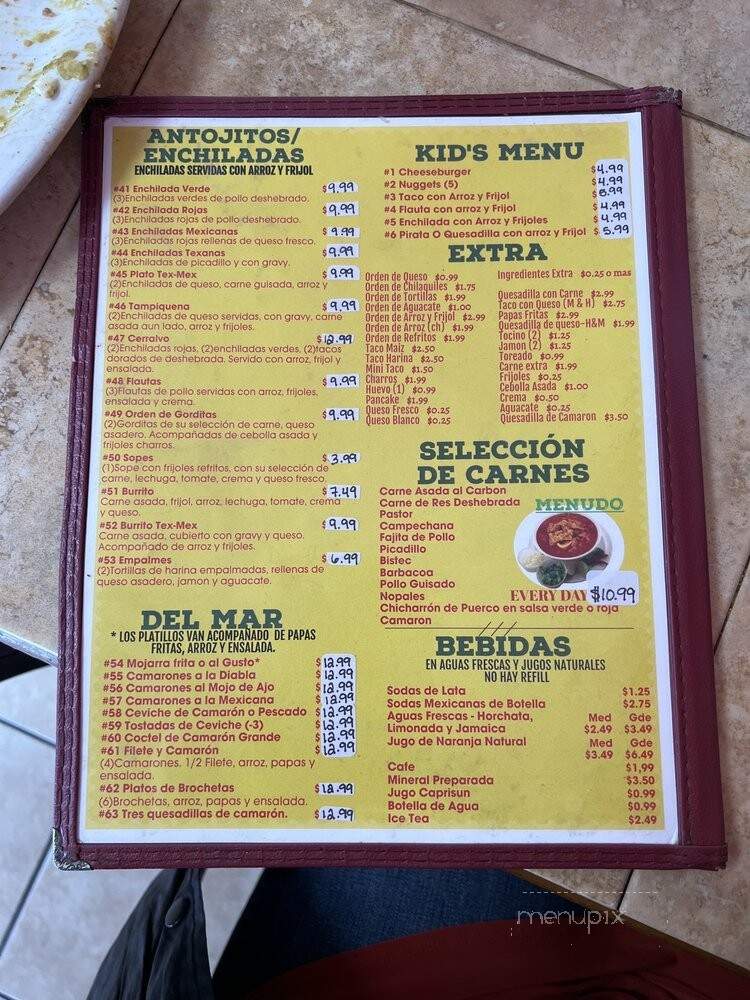 ANTOJITOS/
ENCHILADAS
ENCHILADAS SERVIDAS CON ARROZ Y FRIJOL
#41 Enchilada Verde $9.99
(3)Enchiladas verdes de pollo deshebrado.
#42 Enchilada Rojas $9.99
(3)Enchiladas rojas de pollo deshebrado.
#43 Enchiladas Mexicanas $9.99
(3)Enchiladas rojas rellenas de queso fresco.
#44 Enchiladas Texanas $9.99
(3)Enchiladas de picadillo y con gravy.
#45 Plato Tex-Mex $9.99
(2)Enchiladas de queso, carne guisada, arroz y
frijol.
#46 Tampiquena $9.99
(2)Enchiladas de queso servidas, con gravy, carne
asada aun lado, arroz y frijoles.
#47 Cerralvo $12.99
(2)Enchiladas rojas, (2)enchiladas verdes, (2)tacos
dorados de deshebrada. Servido con arroz, frijol y
ensalada.
#48 Flautas $9.99
(3)Flautas de pollo servidas con arroz, frijoles,
ensalada y crema.
#49 Orden de Gorditas $9.99
(2)Gorditas de su selección de carne, queso
asadero. Acompañadas de cebolla asada y
frijoles charros.
#50 Sopes $3.99
(1)Sope con frijoles refritos, con su selección de
carne, lechuga, tomate, crema y queso fresco.
#51 Burrito $7.49
Carne asada, frijol, arroz, lechuga, tomate, crema
y queso.
#52 Burrito Tex-Mex $9.99
Carne asada, cubierto con gravy y queso.
Acompañado de arroz y frijoles.
#53 Empalmes $6.99
(2)Tortillas de harina empalmadas, rellenas de
queso asadero, jamon y aguacate.
DEL MAR
* LOS PLATILLOS VAN ACOMPAÑADO DE PAPAS
FRITAS, ARROZ Y ENSALADA.
#54 Mojarra frita o al Gusto* $12.99
#55 Camarones a la Diabla $12.99
#56 Camarones al Mojo de Ajo $12.99
#57 Camarones a la Mexicana $12.99
#58 Ceviche de Camarón o Pescado $12.99
#59 Tostadas de Ceviche (-3) $12.99
#60 Coctel de Camarón Grande $12.99
#61 Filete y Camarón $12.99
(4)Camarones. 1/2 Filete, arroz, papas y
ensalada.
#62 Platos de Brochetas $12.99
(6)Brochetas, arroz, papas y ensalada.
#63 Tres quesadillas de camarón. $12.99
KID'S MENU
#1 Cheeseburger $4.99
#2 Nuggets (5) $4.99
#3 Taco con Arroz y Frijol $5.99
#4 Flauta con arroz y Frijol $4.99
#5 Enchilada con Arroz y Frijoles $4.99
#6 Pirata O Quesadilla con arroz y Frijol $5.99
EXTRA
Orden de Queso $0.99
Orden de Chilaquiles $1.75
Orden de Tortillas $1.99
Orden de Aguacate $1.00
Orden de Arroz y Frijol $2.99
Orden de Arroz (ch) $1.99
Orden de Refritos $1.99
Taco Maiz $2.50
Taco Harina $2.50
Mini Taco $1.50
Charros $1.99
Huevo (1) $0.99
Pancake $1.99
Queso Fresco $0.25
Queso Blanco $0.25
Ingredientes Extra $0.25 o mas
Quesadilla con Carne $2.99
Taco con Queso (M & H) $2.75
Papas Fritas $2.99
Quesadilla de queso-H&M $1.99
Tocino (2) $1.25
Jamon (2) $1.25
Toreado $0.99
Carne extra $1.99
Frijoles $0.25
Cebolla Asada $1.00
Crema $0.50
Aguacate $0.25
Quesadilla de Camaron $3.50
SELECCIÓN
DE CARNES
Carne Asada al Carbon
Carne de Res Deshebrada
Pastor
Campechana
Fajita de Pollo
Picadillo
Bistec
Barbacoa
Pollo Guisado
Nopales
Chicharrón de Puerco en salsa verde o roja
Camaron
MENUDO
EVERY DAY $10.99
BEBIDAS
EN AGUAS FRESCAS Y JUGOS NATURALES
NO HAY REFILL
Sodas de Lata $1.25
Sodas Mexicanas de Botella $2.75
Aguas Frescas - Horchata, Med Gde
Limonada y Jamaica $2.49 $3.49
Jugo de Naranja Natural Med Gde
$3.49 $6.49
Cafe $1,99
Mineral Preparada $3.50
Jugo Caprisun $0.99
Botella de Agua $0.99
Ice Tea $2.49
menupix